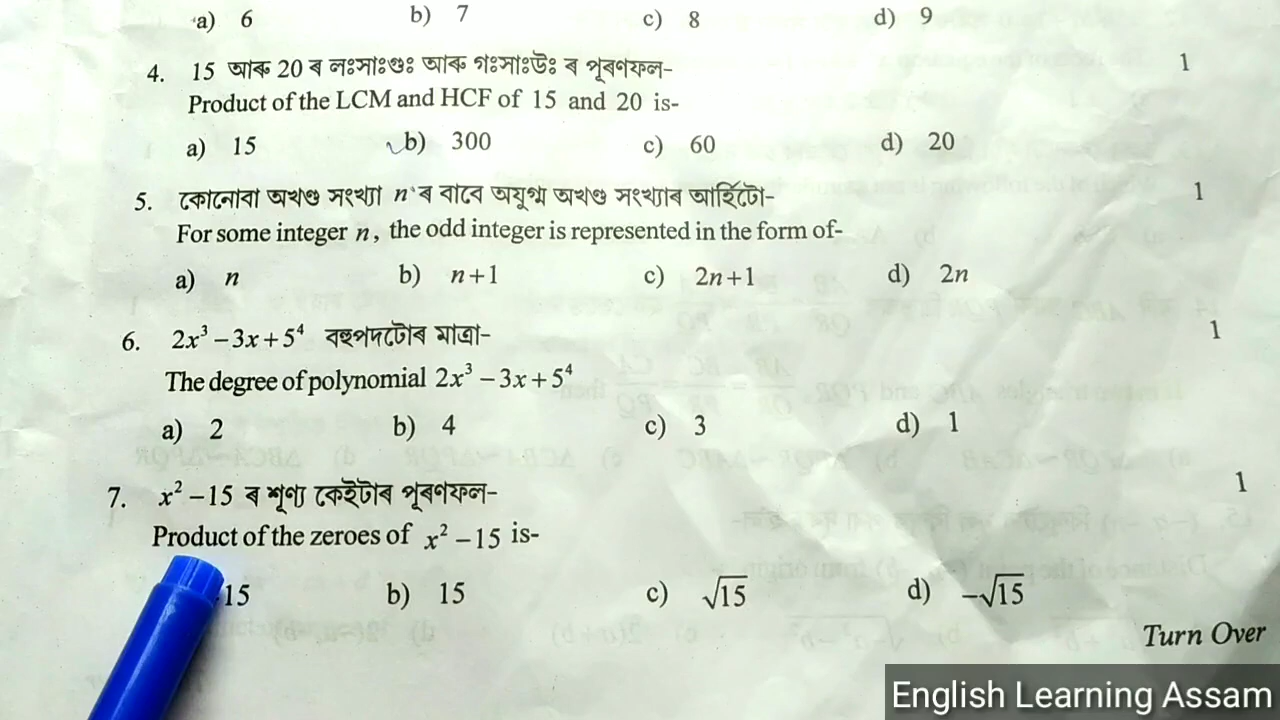 a) 6 b) 7 c) 8 d) 9
4. 15 আৰু 20 ৰ লঃসাঃগুঃ আৰু গঃসাঃউঃ ৰ পূৰণফল- 1
Product of the LCM and HCF of 15 and 20 is-
a) 15 b) 300 c) 60 d) 20
5. কোনোবা অখণ্ড সংখ্যা n ৰ বাবে অযুগ্ম অখণ্ড সংখ্যাৰ আৰ্হিটো- 1
For some integer n, the odd integer is represented in the form of-
a) n b) n+1 c) 2n+1 d) 2n
6. 2x³ – 3x + 5⁴ বহুপদটোৰ মাত্ৰা- 1
The degree of polynomial 2x³ – 3x + 5⁴
a) 2 b) 4 c) 3 d) 1
7. x² – 15 ৰ শূণ্য কেইটাৰ পূৰণফল- 1
Product of the zeroes of x² – 15 is-
15 b) 15 c) √15 d) –√15
Turn Over
English Learning Assam